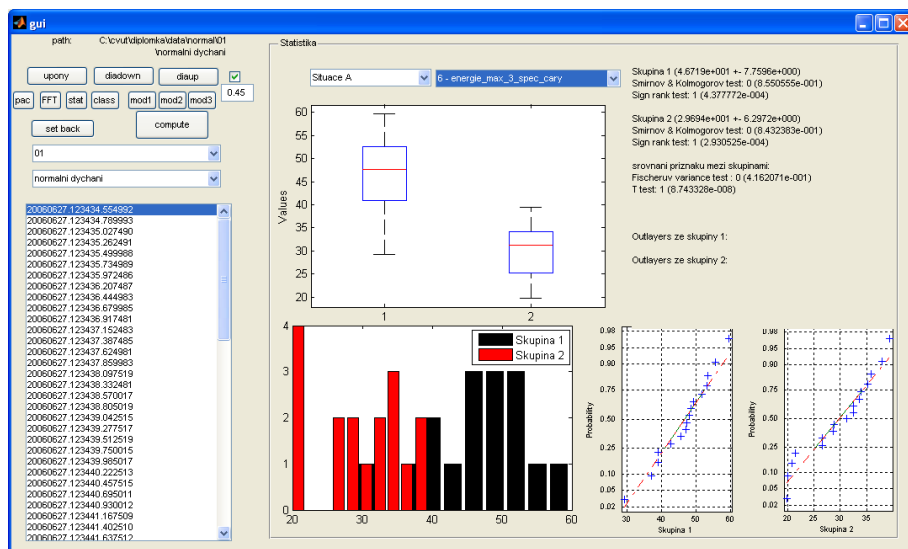 gui
path: C:\cvut\diplomka\data\normal\01
\normalni dychani
upony diadown diaup
0.45
pac FFT stat class mod1 mod2 mod3
set back compute
01
normalni dychani
20060627.123434.554992
20060627.123434.789993
20060627.123435.027490
20060627.123435.262491
20060627.123435.499988
20060627.123435.734989
20060627.123435.972486
20060627.123436.207487
20060627.123436.444983
20060627.123436.679985
20060627.123436.917481
20060627.123437.152483
20060627.123437.387485
20060627.123437.624981
20060627.123437.859983
20060627.123438.097519
20060627.123438.332481
20060627.123438.570017
20060627.123438.805019
20060627.123439.042515
20060627.123439.277517
20060627.123439.512519
20060627.123439.750015
20060627.123439.985017
20060627.123440.222513
20060627.123440.457515
20060627.123440.695011
20060627.123440.930012
20060627.123441.167509
20060627.123441.402510
20060627.123441.637512
Statistika
Situace A
6 - energie_max_3_spec_cary
Values
60
55
50
45
40
35
30
25
20
1 2
Skupina 1 (4.6719e+001 +- 7.7596e+000)
Smirnov & Kolmogorov test: 0 (8.550555e-001)
Sign rank test: 1 (4.377772e-004)
Skupina 2 (2.9694e+001 +- 6.2972e+000)
Smirnov & Kolmogorov test: 0 (8.432383e-001)
Sign rank test: 1 (2.930525e-004)
srovnani priznaku mezi skupinami:
Fischeruv variance test : 0 (4.162071e-001)
T test: 1 (8.743328e-008)
Outlayers ze skupiny 1:
Outlayers ze skupiny 2:
4
3
2
1
0
20 30 40 50 60
Skupina 1
Skupina 2
Probability
0.98
0.95
0.90
0.75
0.50
0.25
0.10
0.05
0.02
30 40 50 60
Skupina 1
Probability
0.98
0.95
0.90
0.75
0.50
0.25
0.10
0.05
0.02
20 25 30 35
Skupina 2